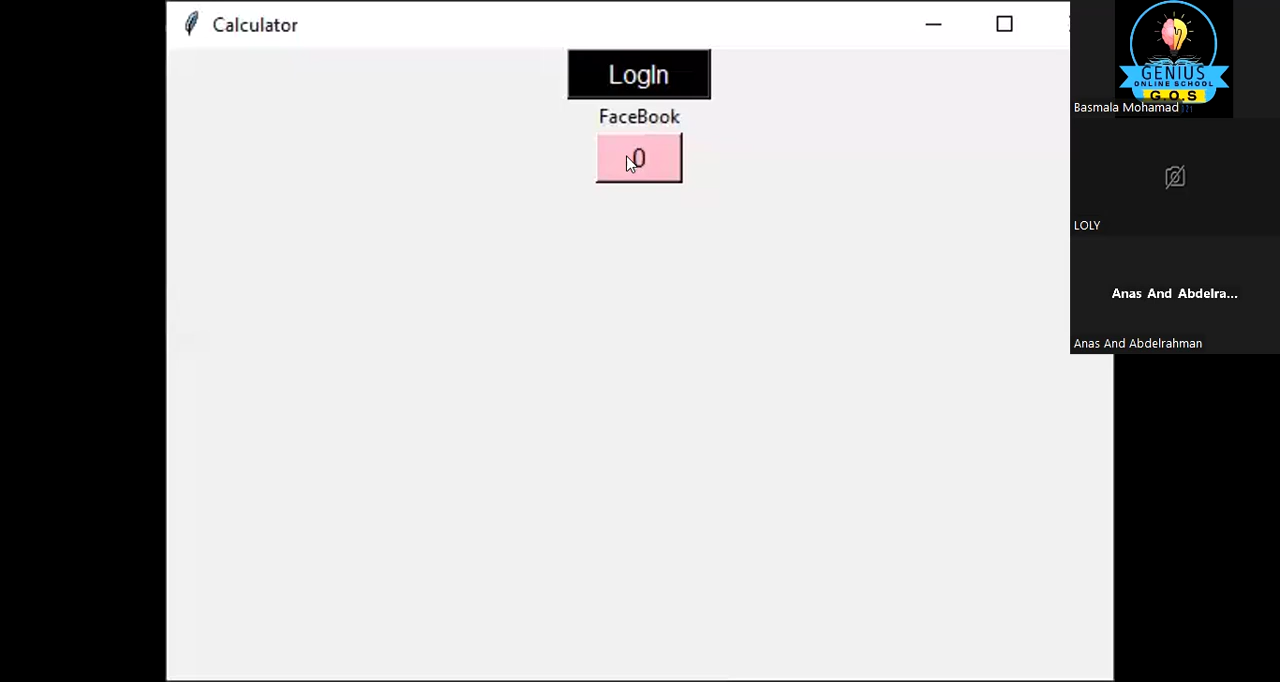 Calculator
LogIn
FaceBook
0
GENIUS
ONLINE SCHOOL
G.O.S
Basmala Mohamad
LOLY
Anas And Abdelra...
Anas And Abdelrahman